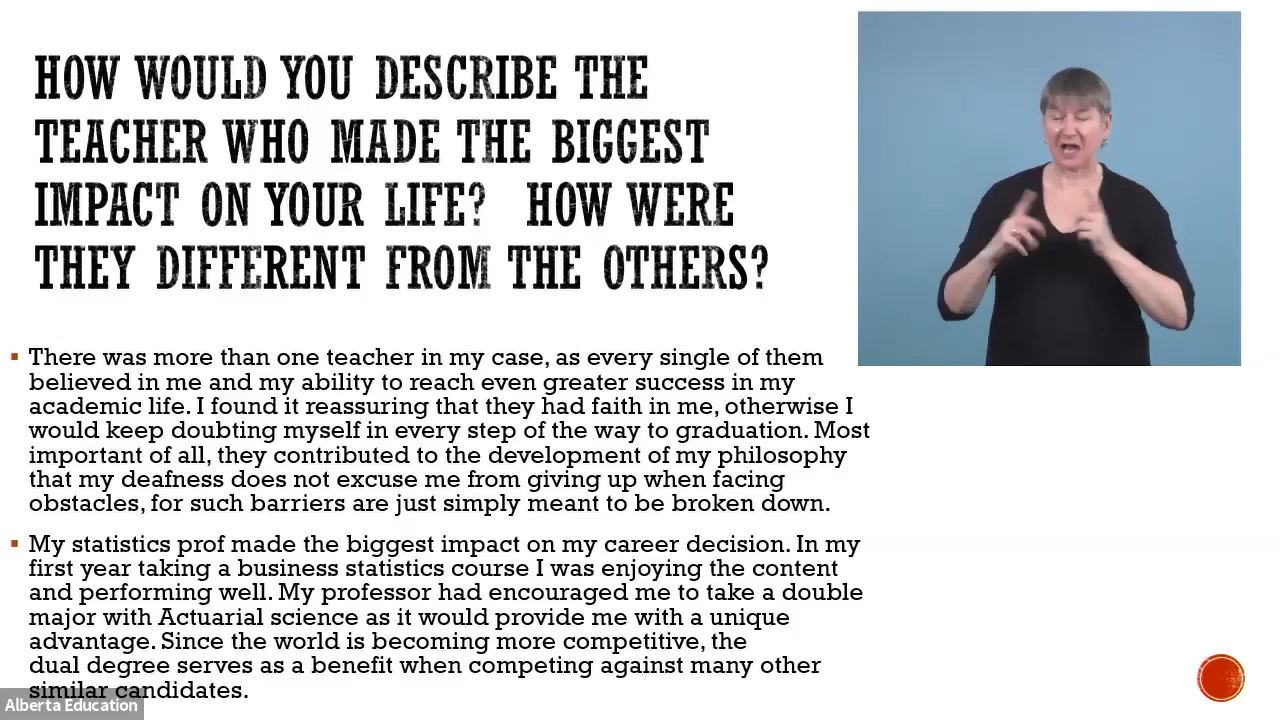 HOW WOULD YOU DESCRIBE THE
TEACHER WHO MADE THE BIGGEST
IMPACT ON YOUR LIFE? HOW WERE
THEY DIFFERENT FROM THE OTHERS?
▪ There was more than one teacher in my case, as every single of them
believed in me and my ability to reach even greater success in my
academic life. I found it reassuring that they had faith in me, otherwise I
would keep doubting myself in every step of the way to graduation. Most
important of all, they contributed to the development of my philosophy
that my deafness does not excuse me from giving up when facing
obstacles, for such barriers are just simply meant to be broken down.
▪ My statistics prof made the biggest impact on my career decision. In my
first year taking a business statistics course I was enjoying the content
and performing well. My professor had encouraged me to take a double
major with Actuarial science as it would provide me with a unique
advantage. Since the world is becoming more competitive, the
dual degree serves as a benefit when competing against many other
similar candidates.
Alberta Education